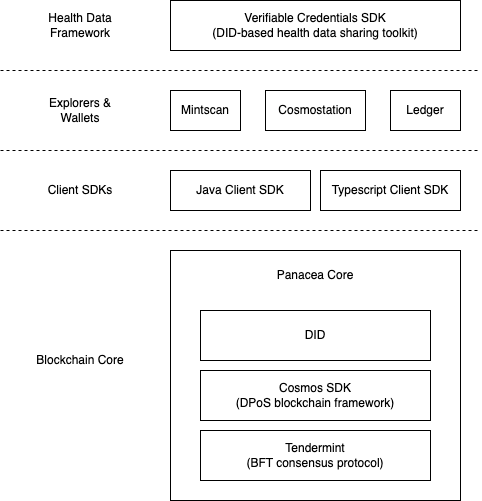 Health Data
Framework
Verifiable Credentials SDK
(DID-based health data sharing toolkit)
Explorers &
Wallets
Mintscan
Cosmostation
Ledger
Client SDKs
Java Client SDK
Typescript Client SDK
Blockchain Core
Panacea Core
DID
Cosmos SDK
(DPoS blockchain framework)
Tendermint
(BFT consensus protocol)